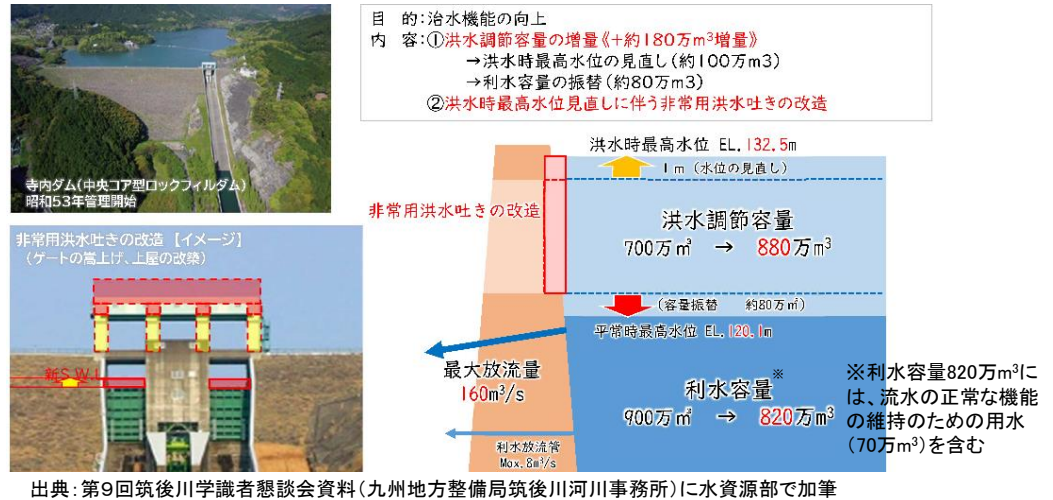 目　的:治水機能の向上
内　容:①洪水調節容量の増量《+約180万m³増量》
→洪水時最高水位の見直し(約100万m3)
→利水容量の振替(約80万m3)
②洪水時最高水位見直しに伴う非常用洪水吐きの改造
寺内ダム(中央コア型ロックフィルダム)
昭和53年管理開始
非常用洪水吐きの改造【イメージ】
(ゲートの嵩上げ、上屋の改築)
新S.W.L
洪水時最高水位 EL.132.5m
1m (水位の見直し)
非常用洪水吐きの改造
洪水調節容量
700万㎥ → 880万m³
(容量振替 約80万㎥)
平常時最高水位 EL.120.1m
最大放流量
160m³/s
利水容量※
900万㎥ → 820万m³
利水放流管
Max.8m³/s
※利水容量820万m³に
は、流水の正常な機能
の維持のための用水
(70万m³)を含む
出典:第9回筑後川学識者懇談会資料(九州地方整備局筑後川河川事務所)に水資源部で加筆